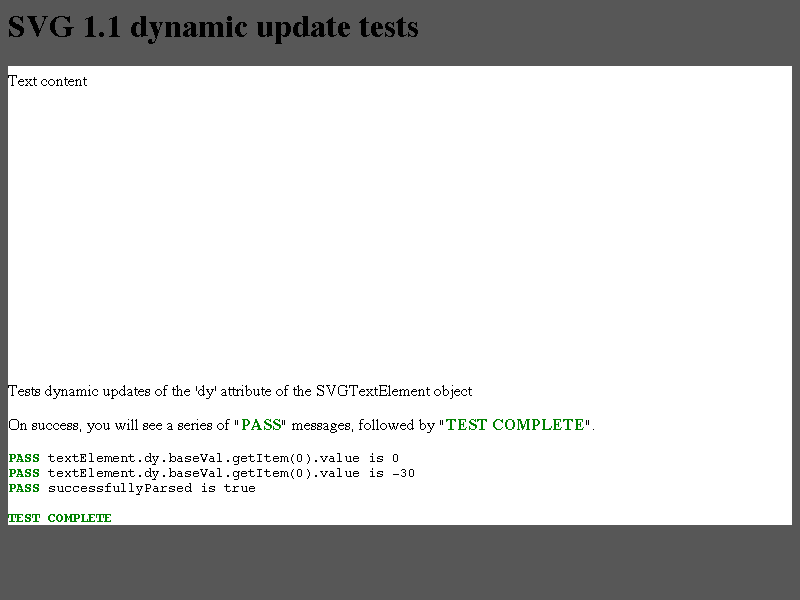 SVG 1.1 dynamic update tests
Text content
Tests dynamic updates of the 'dy' attribute of the SVGTextElement object
On success, you will see a series of "PASS" messages, followed by "TEST COMPLETE".
PASS textElement.dy.baseVal.getItem(0).value is 0
PASS textElement.dy.baseVal.getItem(0).value is -30
PASS successfullyParsed is true
TEST COMPLETE